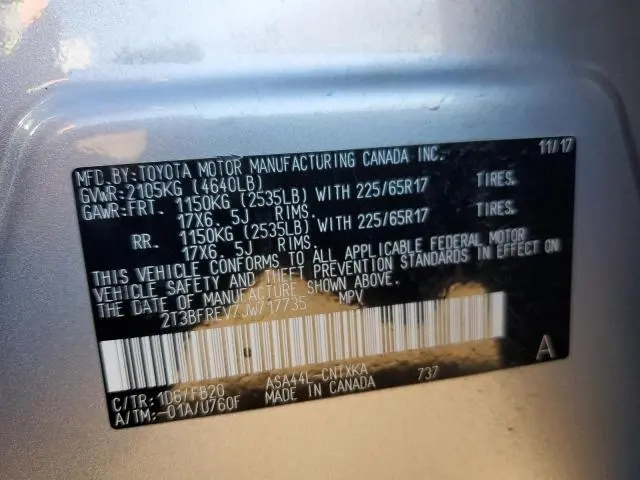 MFD. BY: TOYOTA MOTOR MANUFACTURING CANADA INC. 11/17
GVWR: 2105KG (4640LB)
GAWR: FRT. 1150KG (2535LB) WITH 225/65R17 TIRES.
17X6. 5J RIMS.
RR. 1150KG (2535LB) WITH 225/65R17 TIRES.
17X6. 5J RIMS.
THIS VEHICLE CONFORMS TO ALL APPLICABLE FEDERAL MOTOR
VEHICLE SAFETY AND THEFT PREVENTION STANDARDS IN EFFECT ON
THE DATE OF MANUFACTURE SHOWN ABOVE.
2T3BFREV7JW717735 MPV
A
C/TR: 1D6/FB20 ASA44L-CNTXKA 737
A/TM: -01A/U760F MADE IN CANADA